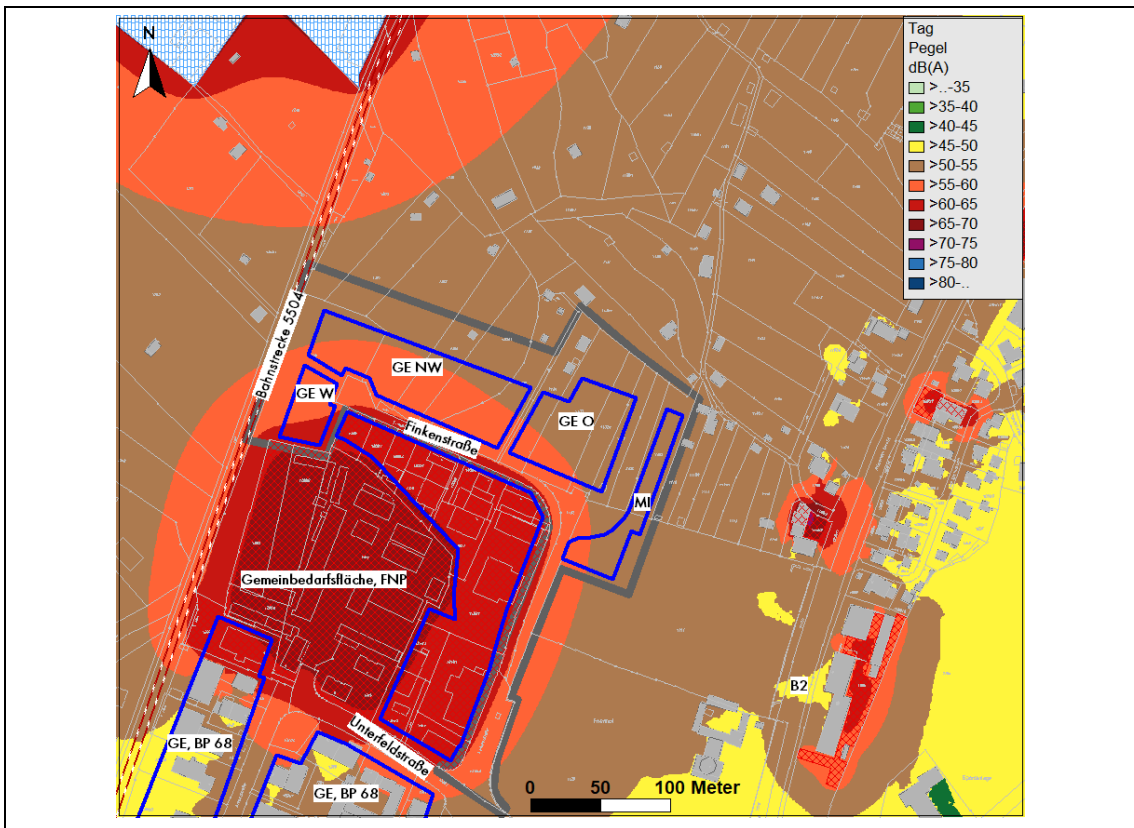 N
Tag
Pegel
dB(A)
>..-35
>35-40
>40-45
>45-50
>50-55
>55-60
>60-65
>65-70
>70-75
>75-80
>80-..
Bahnstrecke 5504
GE NW
GE W
GE O
Finkenstraße
MI
Gemeinbedarfsfläche, FNP
B2
Unterfeldstraße
GE, BP 68
GE, BP 68
0 50 100 Meter